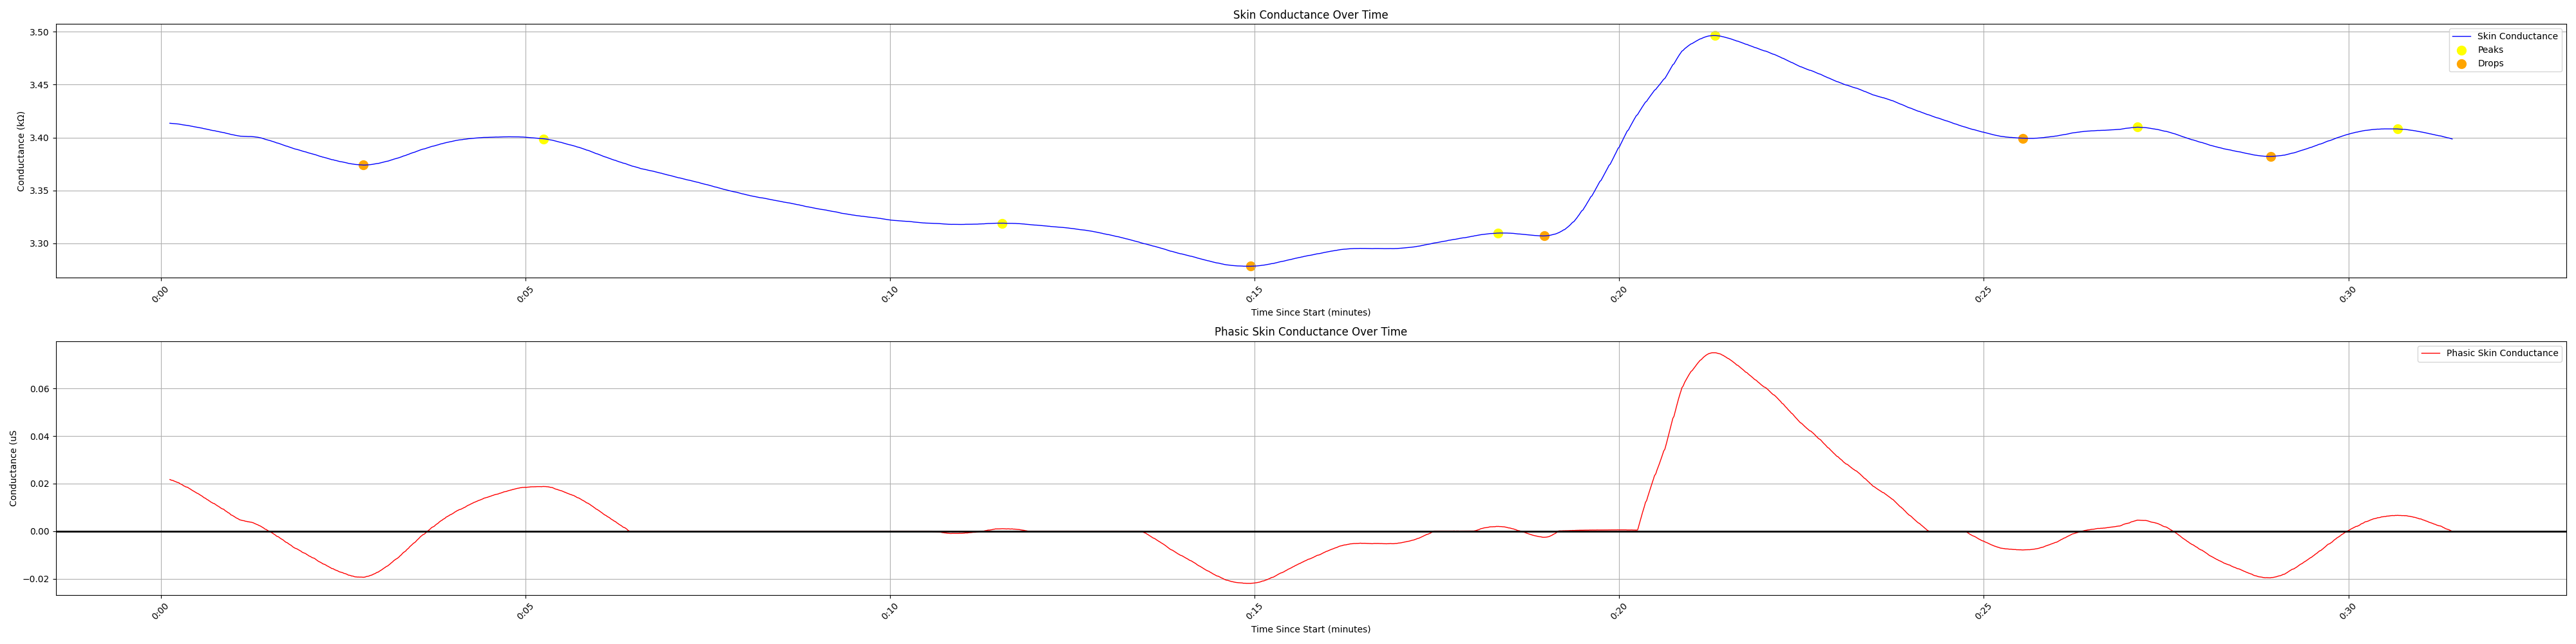 Skin Conductance Over Time
3.50
3.45
3.40
3.35
3.30
Conductance (kΩ)
Skin Conductance
Peaks
Drops
0:00
0:05
0:10
0:15
0:20
0:25
0:30
Time Since Start (minutes)
Phasic Skin Conductance Over Time
0.06
0.04
0.02
0.00
−0.02
Conductance (uS
Phasic Skin Conductance
0:00
0:05
0:10
0:15
0:20
0:25
0:30
Time Since Start (minutes)